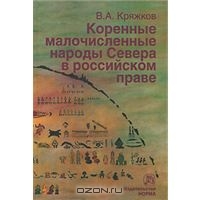 В.А. Кряжков
Коренные
малочисленные
народы Севера
в российском
праве
ИЗДАТЕЛЬСТВО
НОРМА
OZON.ru